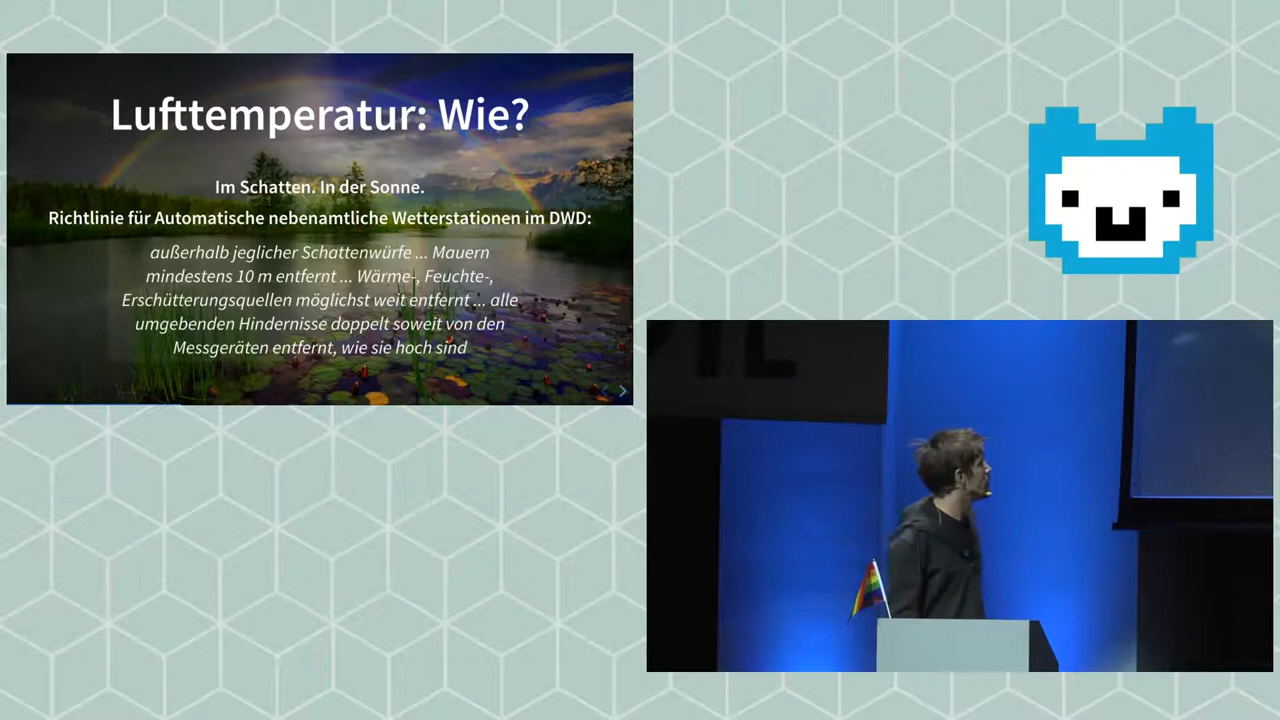 Lufttemperatur: Wie?
Im Schatten. In der Sonne.
Richtlinie für Automatische nebenamtliche Wetterstationen im DWD:
außerhalb jeglicher Schattenwürfe ... Mauern
mindestens 10 m entfernt ... Wärme-, Feuchte-,
Erschütterungsquellen möglichst weit entfernt ... alle
umgebenden Hindernisse doppelt soweit von den
Messgeräten entfernt, wie sie hoch sind